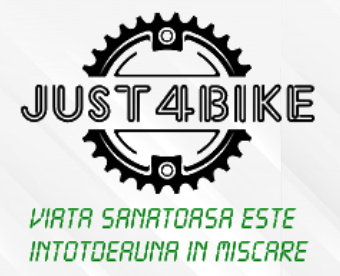 JUST4BIKE
VIATA SANATOASA ESTE
INTOTDEAUNA IN MISCARE